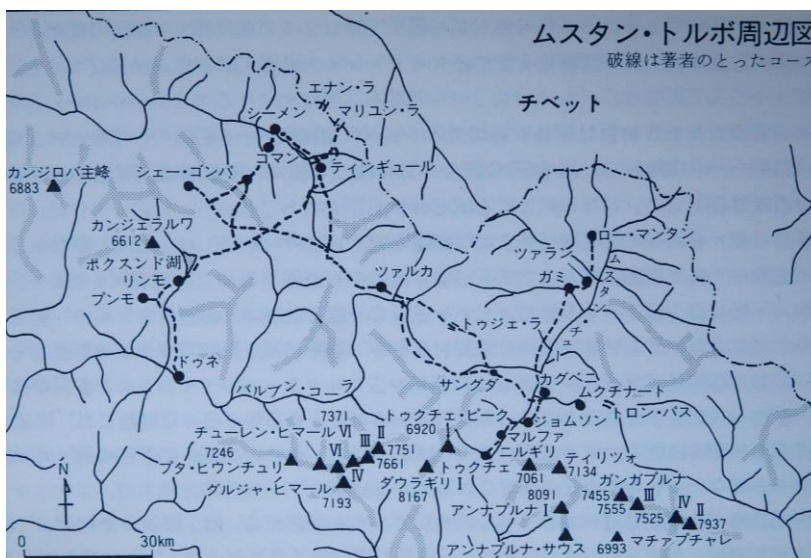 ムスタン・トルボ周辺図
破線は著者のとったコース
エナン・ラ
シーメン
マリユン・ラ
チベット
コマン
ティンギュール
カンジロバ主峰
6883
シェー・ゴンパ
カンジェラルワ
6612
ポクスンド湖
リンモ
プンモ
ツァルカ
ツァラン
ロー・マンタン
ガミ
ムスタン・チュー
トゥジェ・ラ
ドゥネ
バルブン・コーラ
サングダ
カグベニ
ムクチナート
トロン・パス
ジョムソン
マルファ
トゥクチェ・ピーク
6920
トゥクチェ
チューレン・ヒマール
7371
VI
VI
III
II
7751
7661
IV
7246
プタ・ヒウンチュリ
グルジャ・ヒマール
7193
ダウラギリ I
8167
ニルギリ
7061
ティリツォ
7134
アンナプルナ I
8091
ガンガプルナ
7455
III
7555
IV
7525
II
7937
アンナプルナ・サウス
マチャプチャレ
6993
N
0 30km